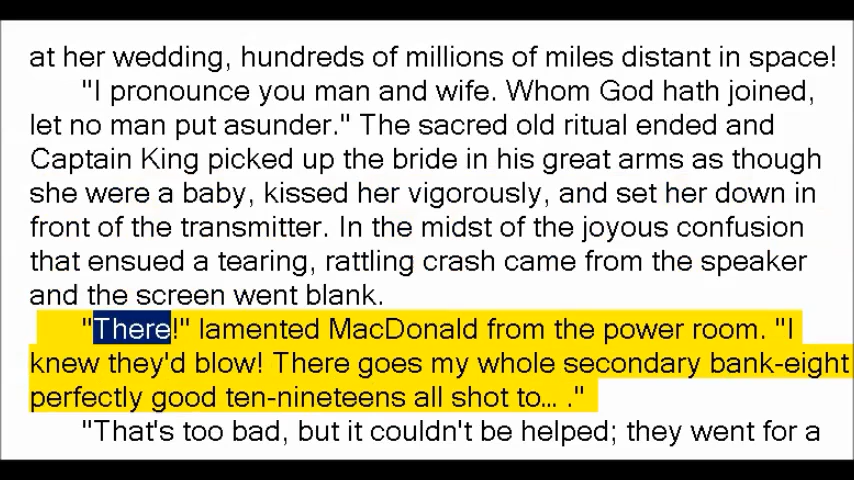 at her wedding, hundreds of millions of miles distant in space!
"I pronounce you man and wife. Whom God hath joined,
let no man put asunder." The sacred old ritual ended and
Captain King picked up the bride in his great arms as though
she were a baby, kissed her vigorously, and set her down in
front of the transmitter. In the midst of the joyous confusion
that ensued a tearing, rattling crash came from the speaker
and the screen went blank.
"There!" lamented MacDonald from the power room. "I
knew they'd blow! There goes my whole secondary bank-eight
perfectly good ten-nineteens all shot to... ."
"That's too bad, but it couldn't be helped; they went for a